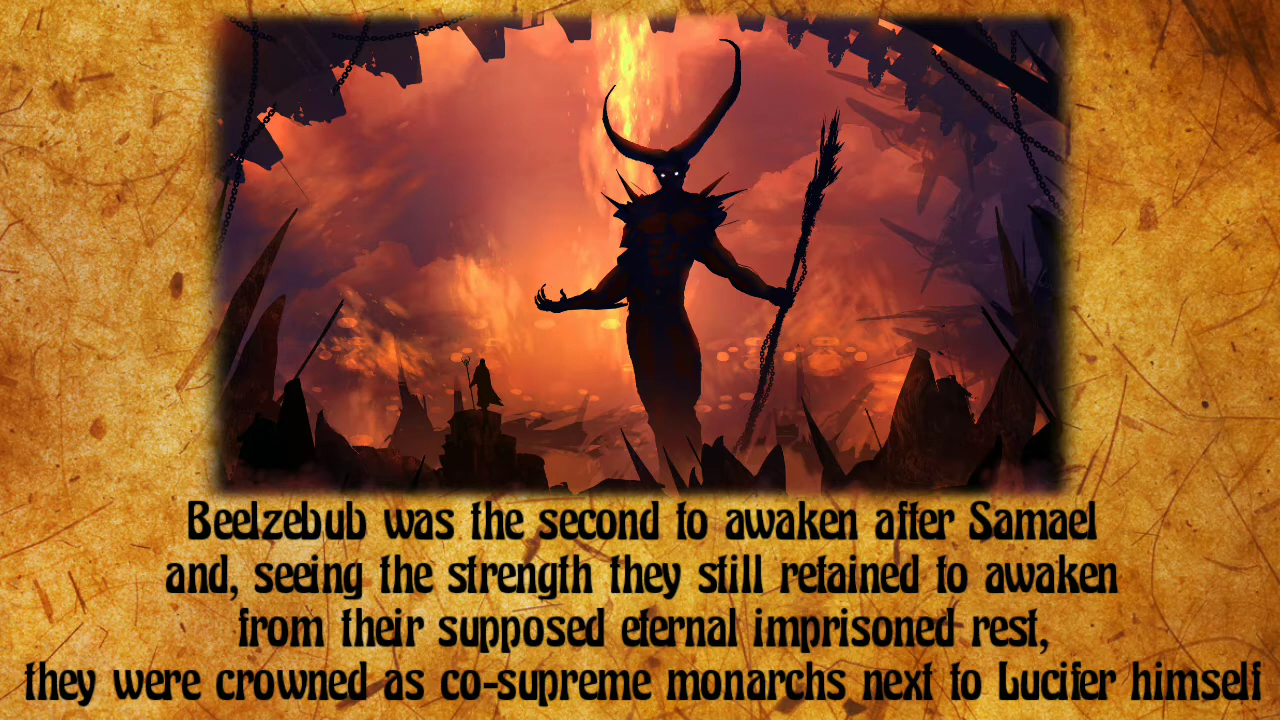 Beelzebub was the second to awaken after Samael
and, seeing the strength they still retained to awaken
from their supposed eternal imprisoned rest,
they were crowned as co-supreme monarchs next to Lucifer himself